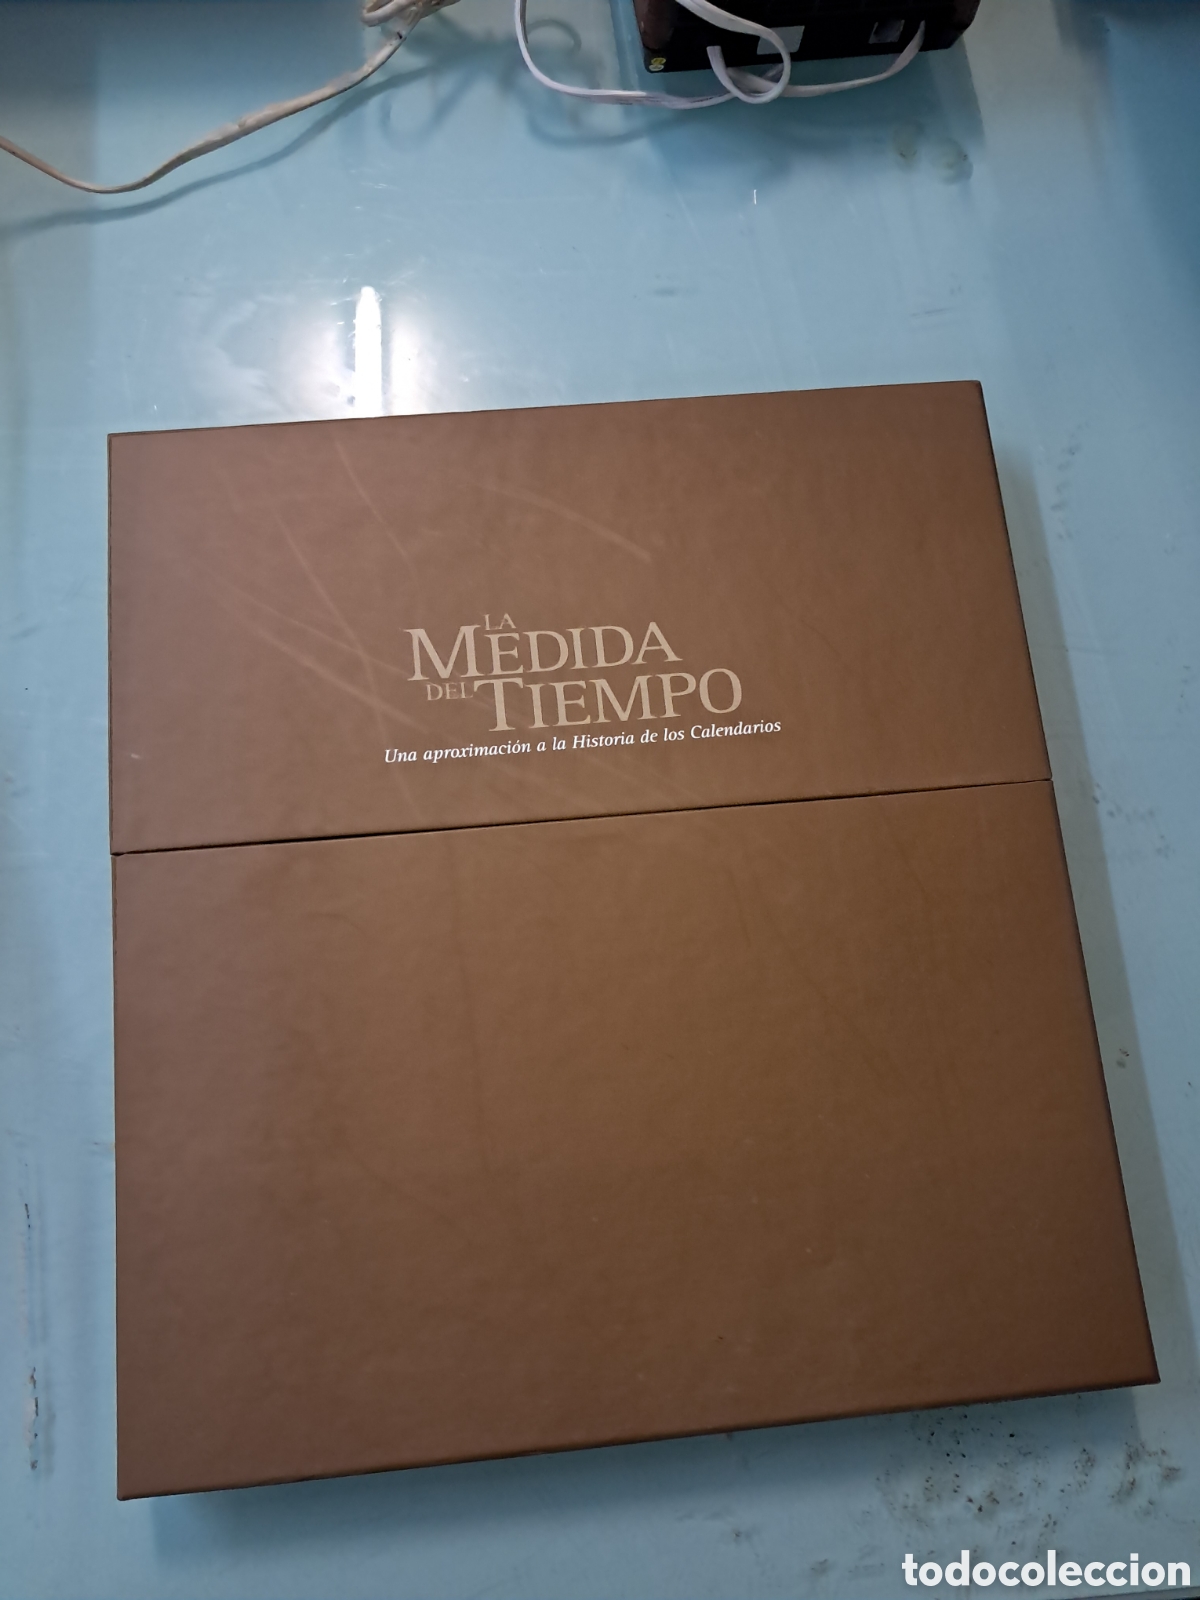 LA
MEDIDA
DEL TIEMPO
Una aproximación a la Historia de los Calendarios
todocoleccion